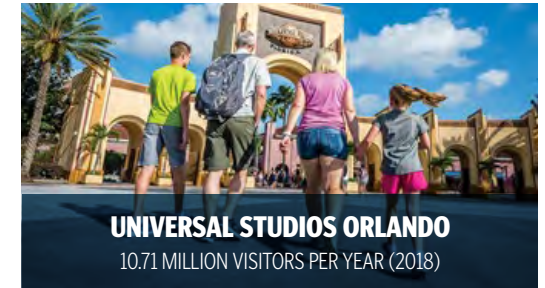 UNIVERSAL STUDIOS ORLANDO
10.71 MILLION VISITORS PER YEAR (2018)